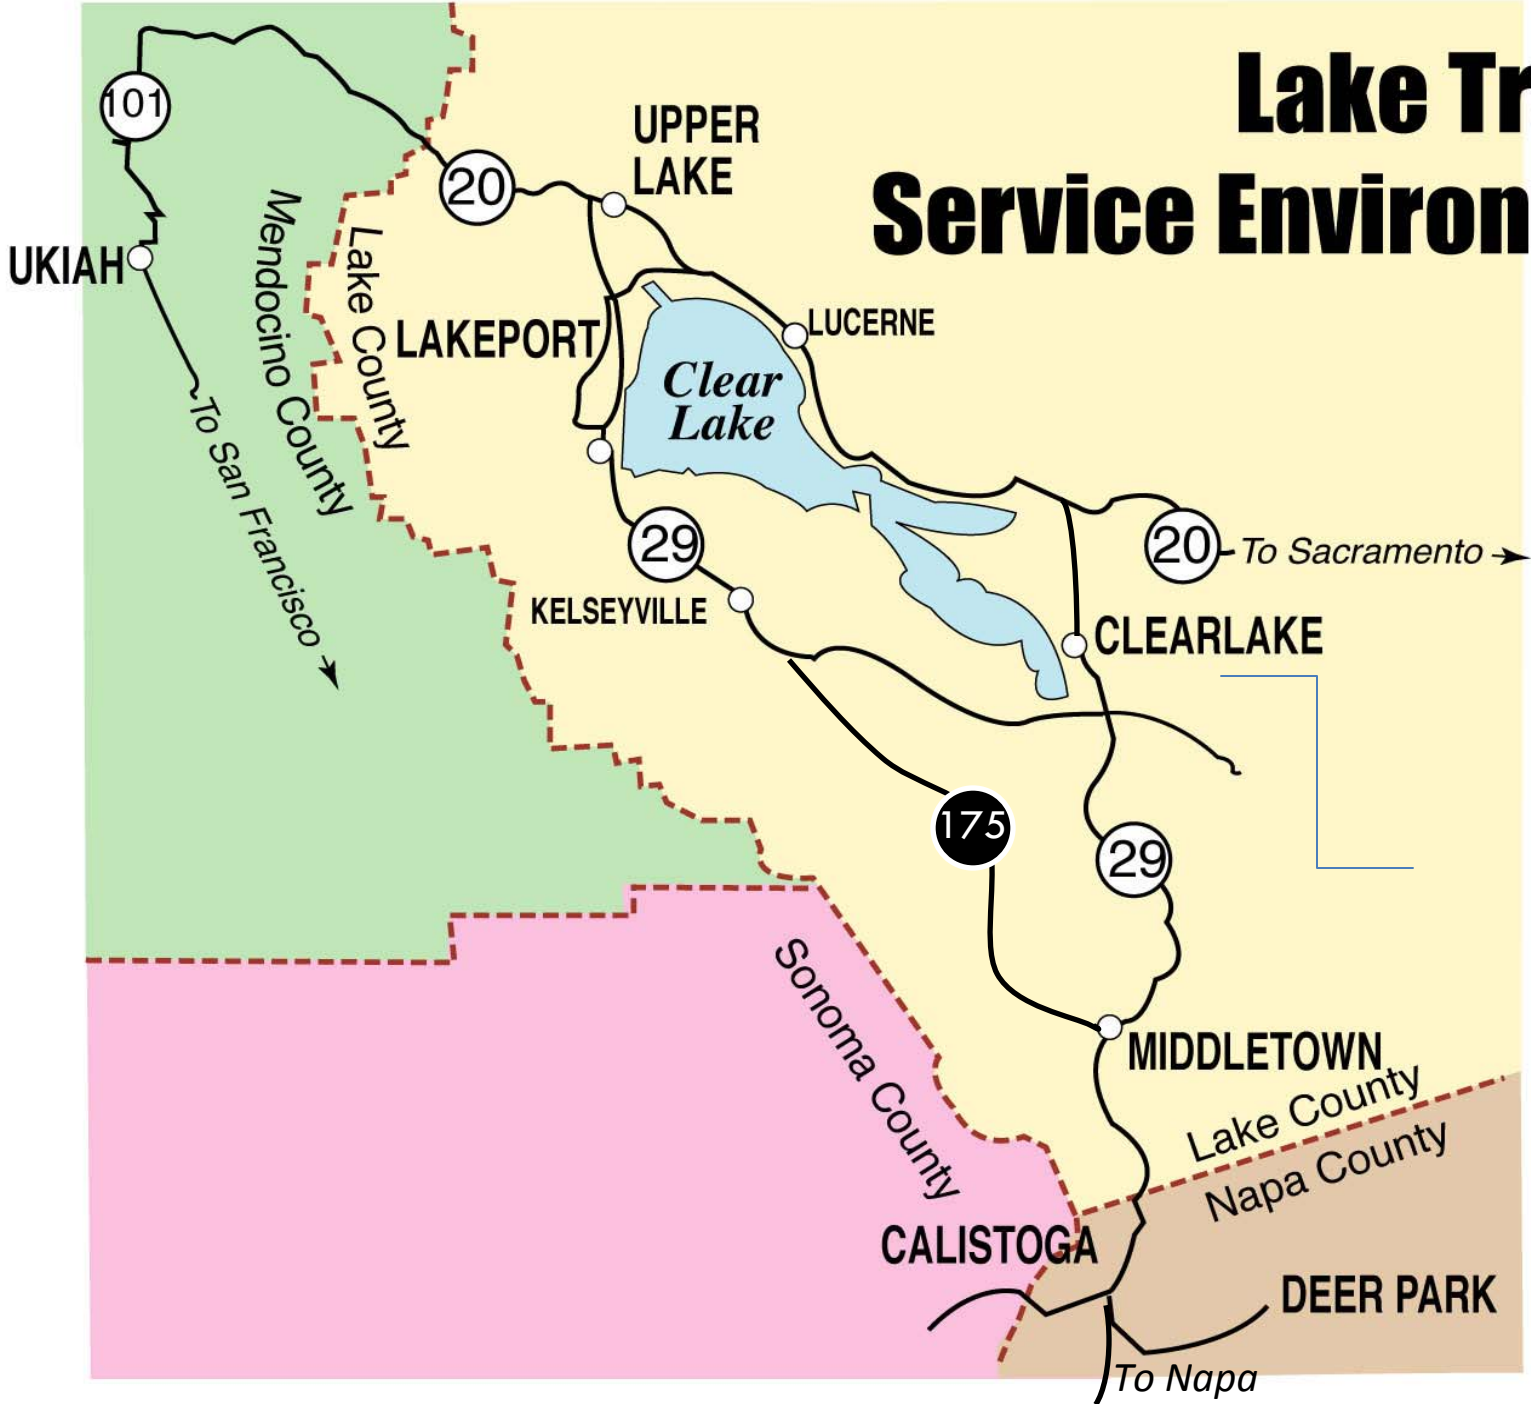 Lake Tr
Service Environ
101
20
UPPER
LAKE
UKIAH
Mendocino County
Lake County
LAKEPORT
LUCERNE
Clear
Lake
To San Francisco
29
20
To Sacramento
KELSEYVILLE
CLEARLAKE
175
29
Sonoma County
MIDDLETOWN
Lake County
Napa County
CALISTOGA
DEER PARK
To Napa